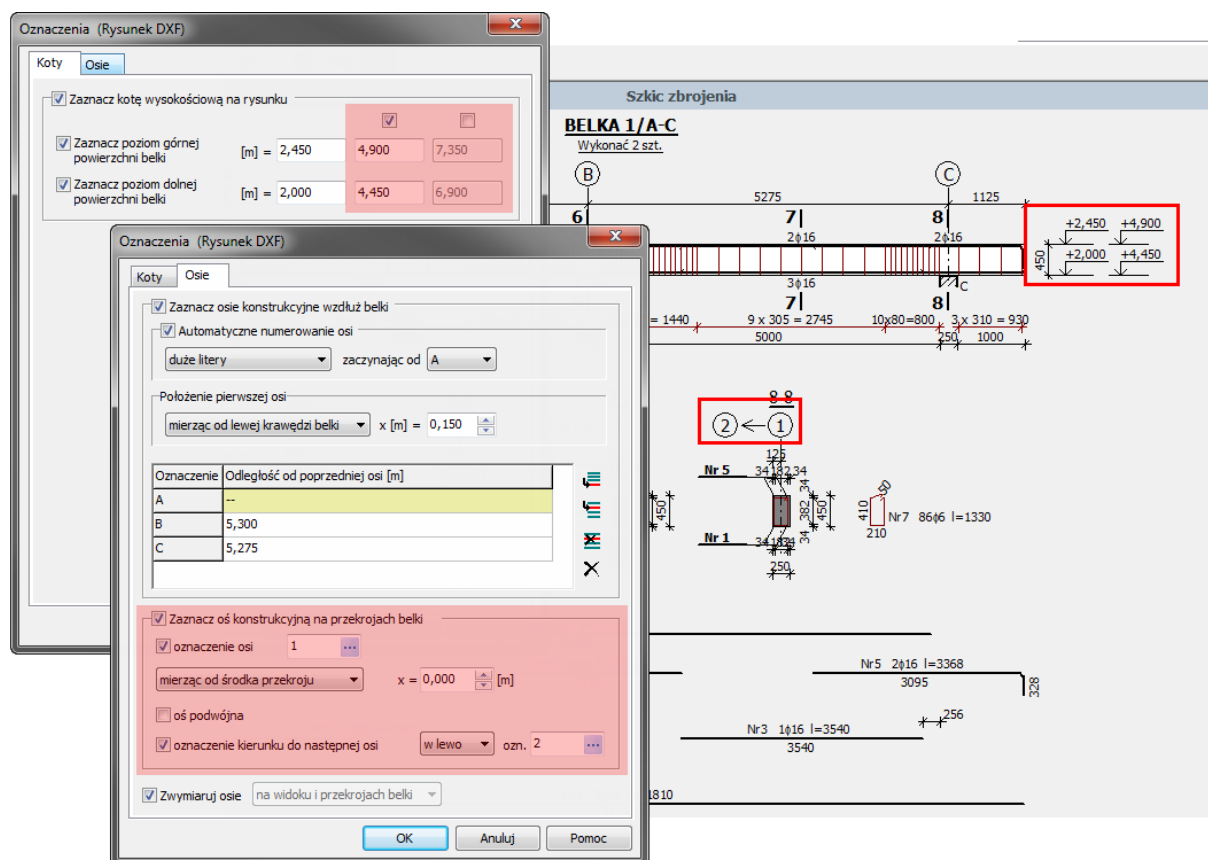 Oznaczenia (Rysunek DXF)
Koty Osie
Zaznacz kotę wysokościową na rysunku
Zaznacz poziom górnej
powierzchni belki
[m] = 2,450 4,900 7,350
Zaznacz poziom dolnej
powierzchni belki
[m] = 2,000 4,450 6,900
Oznaczenia (Rysunek DXF)
Koty Osie
Zaznacz osie konstrukcyjne wzdłuż belki
Automatyczne numerowanie osi
duże litery zaczynając od A
Położenie pierwszej osi
mierząc od lewej krawędzi belki x [m] = 0,150
Oznaczenie Odległość od poprzedniej osi [m]
A --
B 5,300
C 5,275
Zaznacz oś konstrukcyjną na przekrojach belki
oznaczenie osi 1 ...
mierząc od środka przekroju x = 0,000 [m]
oś podwójna
oznaczenie kierunku do następnej osi w lewo ozn. 2 ...
Zwymiaruj osie na widoku i przekrojach belki
OK Anuluj Pomoc
Szkic zbrojenia
BELKA 1/A-C
Wykonać 2 szt.
B C
5275 1125
6 7 8
2ϕ16 2ϕ16
+2,450 +4,900
450
+2,000 +4,450
3ϕ16 C
7 8
= 1440 9 x 305 = 2745 10x80=800 3 x 310 = 930
5000 250 1000
8-8
2 1
125
Nr 5 34 182 34
34
450 382 450
410 50
Nr7 86ϕ6 l=1330
210
34
Nr 1
250
Nr5 2ϕ16 l=3368
3095
328
256
Nr3 1ϕ16 l=3540
3540
1810